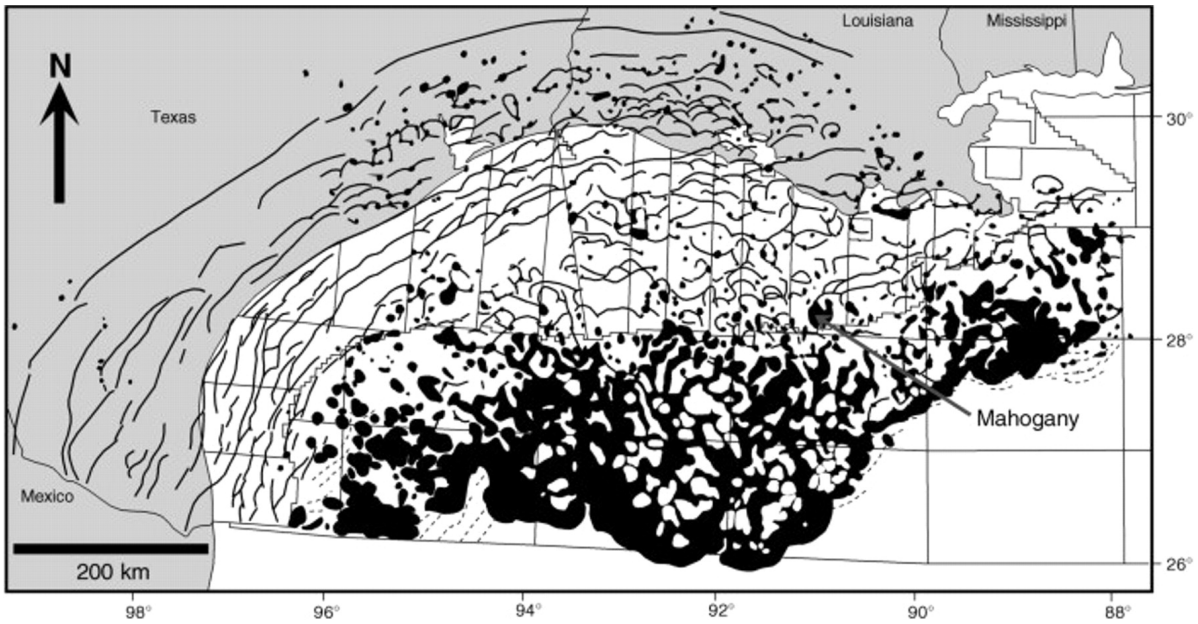 Louisiana
Mississippi
N
Texas
30°
28°
Mahogany
Mexico
200 km
26°
98°
96°
94°
92°
90°
88°